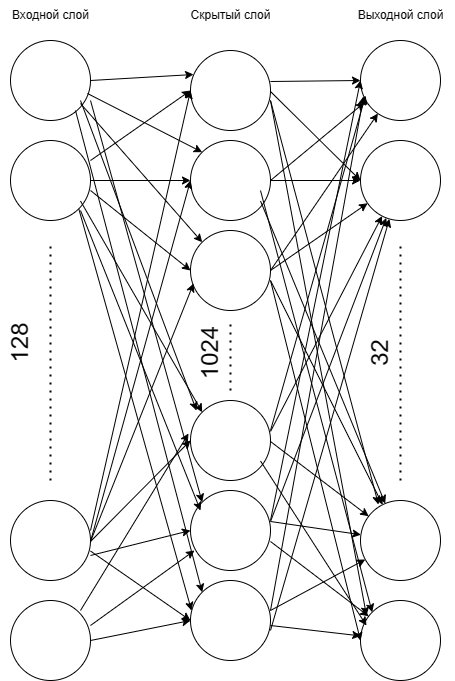 Входной слой
Скрытый слой
Выходной слой
128
1024
32